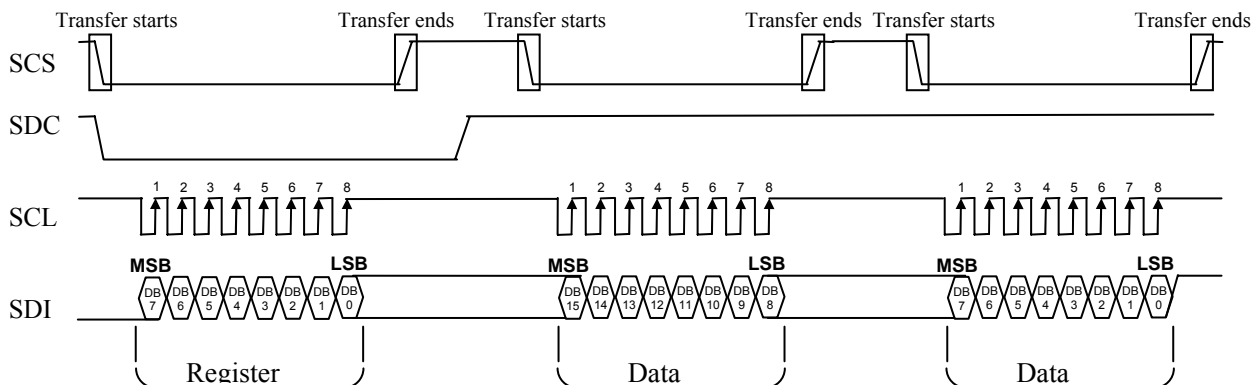 Transfer starts Transfer ends Transfer starts Transfer ends Transfer starts Transfer ends
SCS
SDC
1 2 3 4 5 6 7 8 1 2 3 4 5 6 7 8 1 2 3 4 5 6 7 8
SCL
MSB LSB MSB LSB MSB LSB
SDI
DB DB DB DB DB DB DB DB DB DB DB DB DB DB DB DB DB DB DB DB DB DB DB DB
7 6 5 4 3 2 1 0 15 14 13 12 11 10 9 8 7 6 5 4 3 2 1 0
Register Data Data